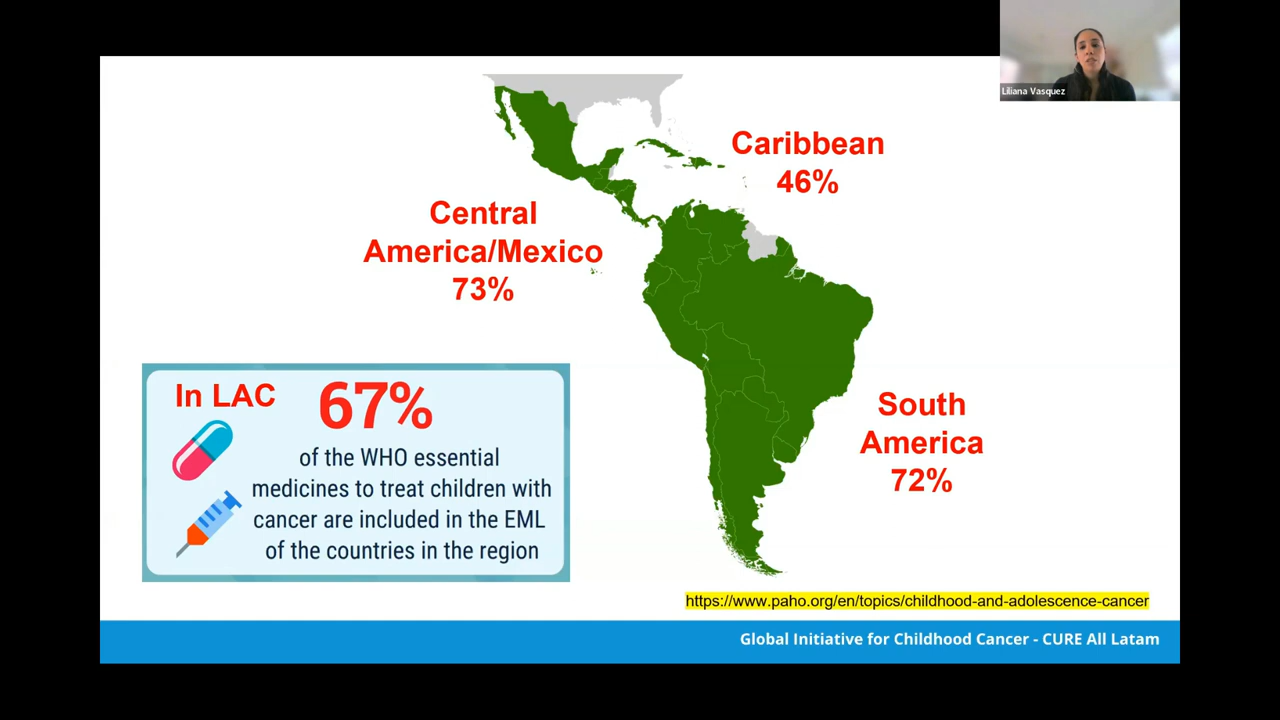 Liliana Vasquez
Caribbean
46%
Central
America/Mexico
73%
In LAC
67%
of the WHO essential
medicines to treat children with
cancer are included in the EML
of the countries in the region
South
America
72%
https://www.paho.org/en/topics/childhood-and-adolescence-cancer
Global Initiative for Childhood Cancer - CURE All Latam